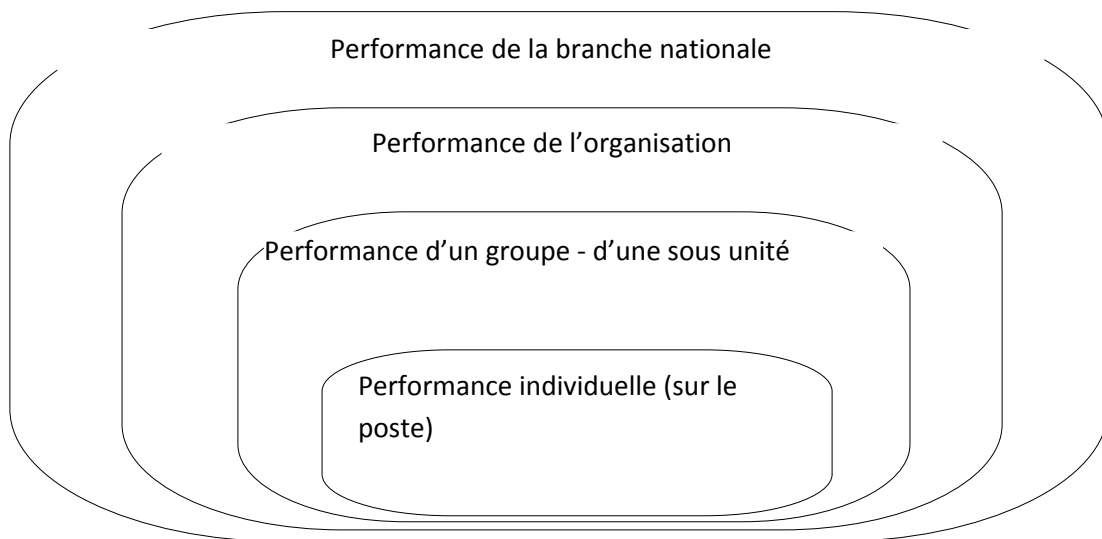 Performance de la branche nationale
Performance de l’organisation
Performance d’un groupe - d’une sous unité
Performance individuelle (sur le
poste)